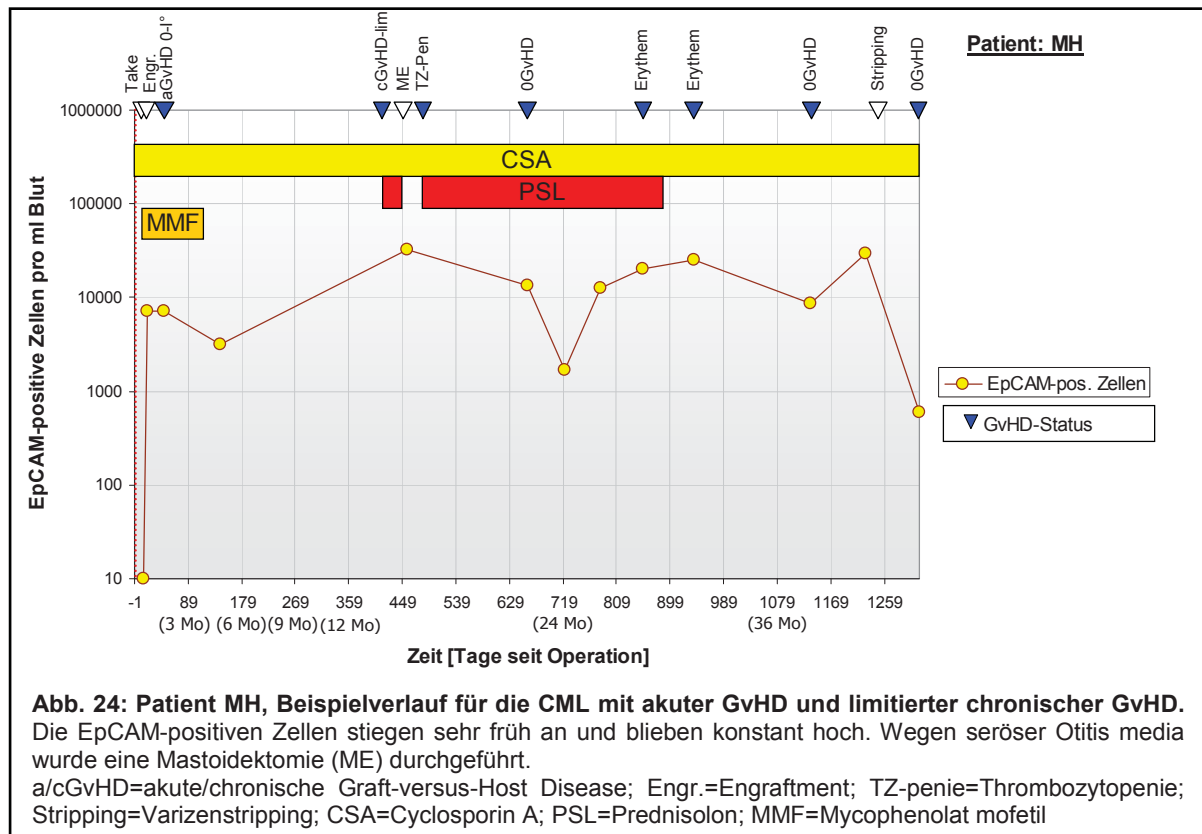 Take
Engr.
aGvHD 0-I°
cGvHD-lim
ME
TZ-Pen
0GvHD
Erythem
Erythem
0GvHD
Stripping
0GvHD
Patient: MH
EpCAM-positive Zellen pro ml Blut
1000000
100000
10000
1000
100
10
CSA
PSL
MMF
EpCAM-pos. Zellen
GvHD-Status
-1 89 179 269 359 449 539 629 719 809 899 989 1079 1169 1259
(3 Mo) (6 Mo) (9 Mo) (12 Mo) (24 Mo) (36 Mo)
Zeit [Tage seit Operation]
Abb. 24: Patient MH, Beispielverlauf für die CML mit akuter GvHD und limitierter chronischer GvHD.
Die EpCAM-positiven Zellen stiegen sehr früh an und blieben konstant hoch. Wegen seröser Otitis media
wurde eine Mastoidektomie (ME) durchgeführt.
a/cGvHD=akute/chronische Graft-versus-Host Disease; Engr.=Engraftment; TZ-penie=Thrombozytopenie;
Stripping=Varizenstripping; CSA=Cyclosporin A; PSL=Prednisolon; MMF=Mycophenolat mofetil